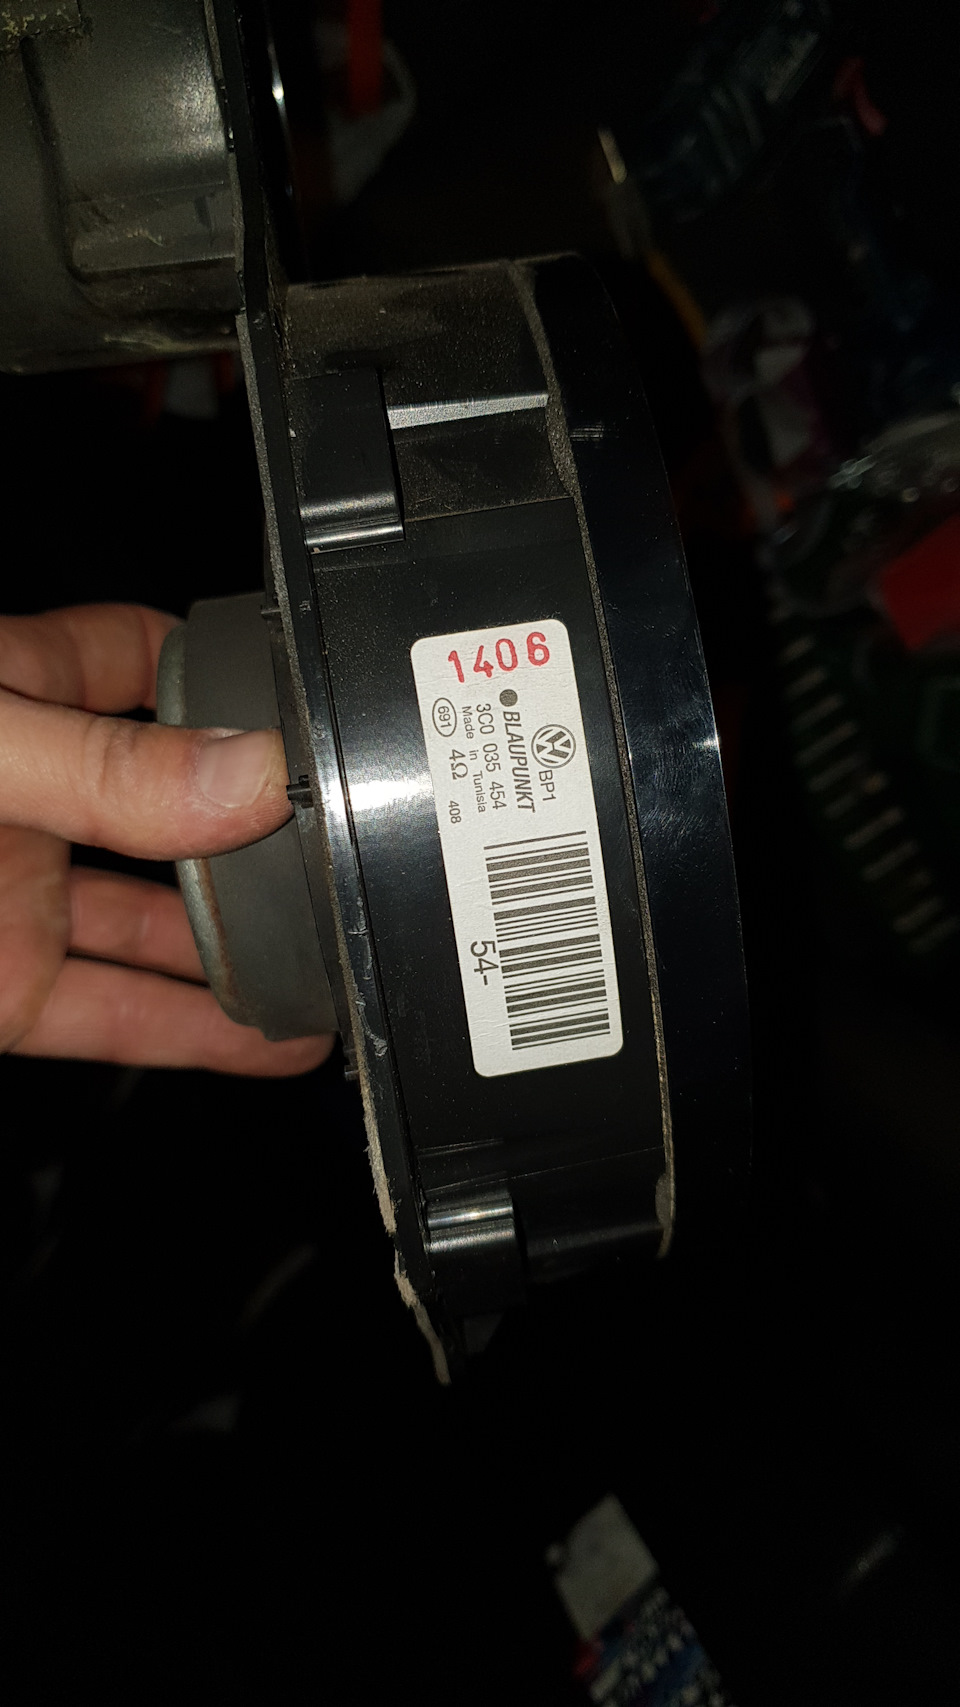 1406
BP1
BLAUPUNKT
3C0 035 454
Made in Tunisia
691 4Ω 408
54-